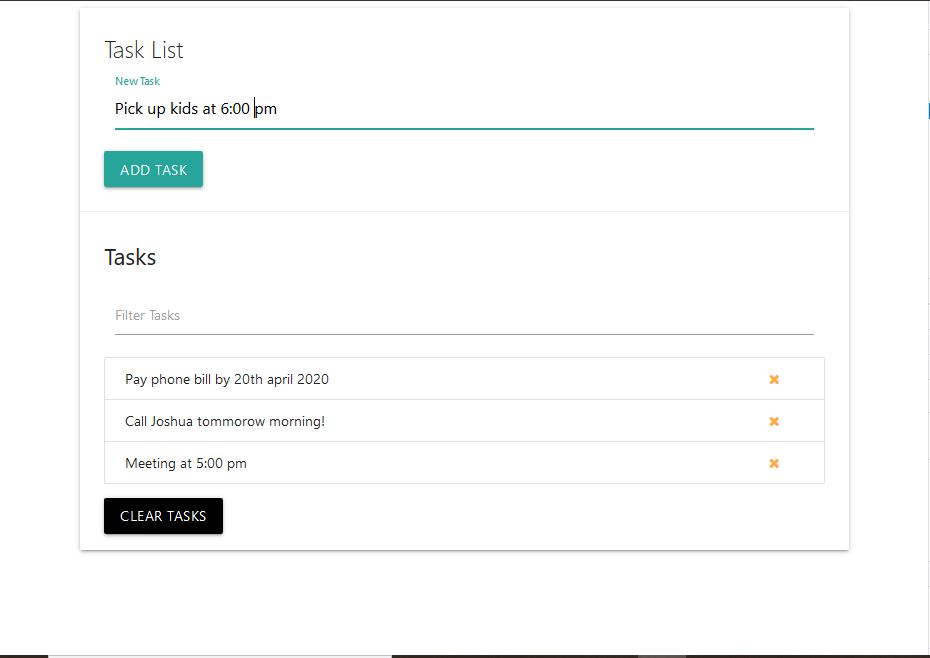 Task List
New Task
Pick up kids at 6:00 pm
ADD TASK
Tasks
Filter Tasks
Pay phone bill by 20th april 2020
Call Joshua tommorow morning!
Meeting at 5:00 pm
CLEAR TASKS